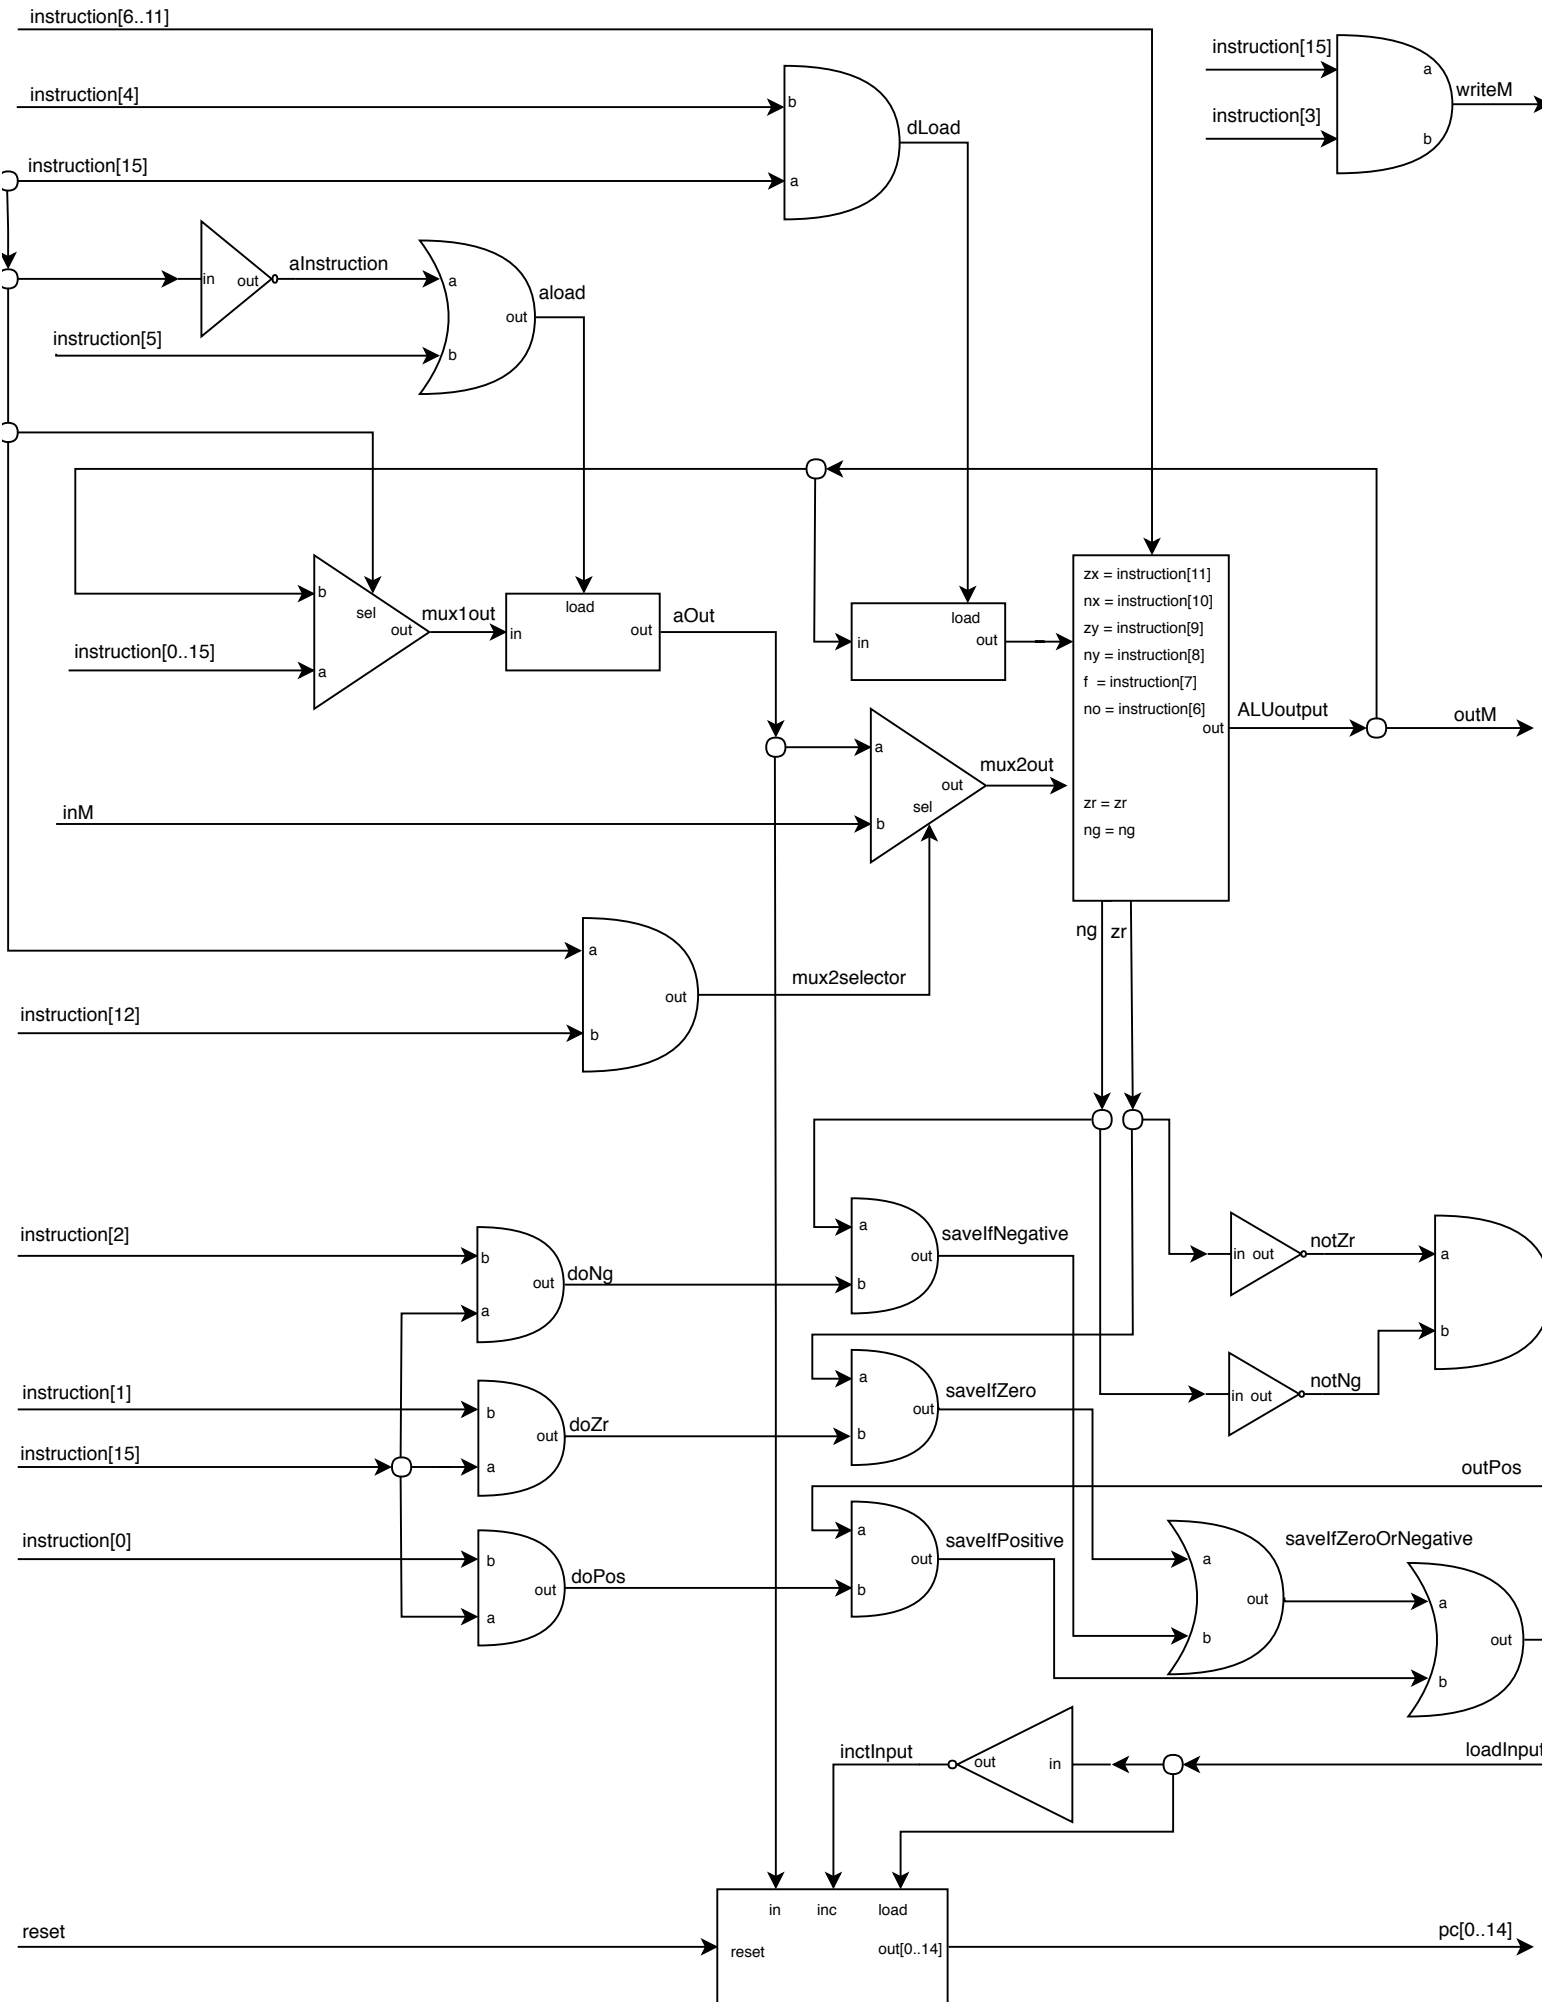 instruction[6..11]
instruction[15]
a
writeM
instruction[3]
b
instruction[4]
b
dLoad
instruction[15]
a
in
out
aInstruction
a
aload
out
instruction[5]
b
b
sel
out
mux1out
instruction[0..15]
a
load
in
out
aOut
load
in
out
zx = instruction[11]
nx = instruction[10]
zy = instruction[9]
ny = instruction[8]
f = instruction[7]
no = instruction[6]
out
ALUoutput
outM
zr = zr
ng = ng
a
out
mux2out
sel
inM
b
ng
zr
a
out
mux2selector
instruction[12]
b
instruction[2]
b
out
doNg
a
a
saveIfNegative
out
b
in out
notZr
a
b
in out
notNg
instruction[1]
b
out
doZr
instruction[15]
a
a
saveIfZero
out
b
outPos
instruction[0]
b
out
doPos
a
a
saveIfPositive
out
b
a
saveIfZeroOrNegative
out
b
a
out
b
inctInput
out
in
loadInput
in
inc
load
reset
reset
out[0..14]
pc[0..14]